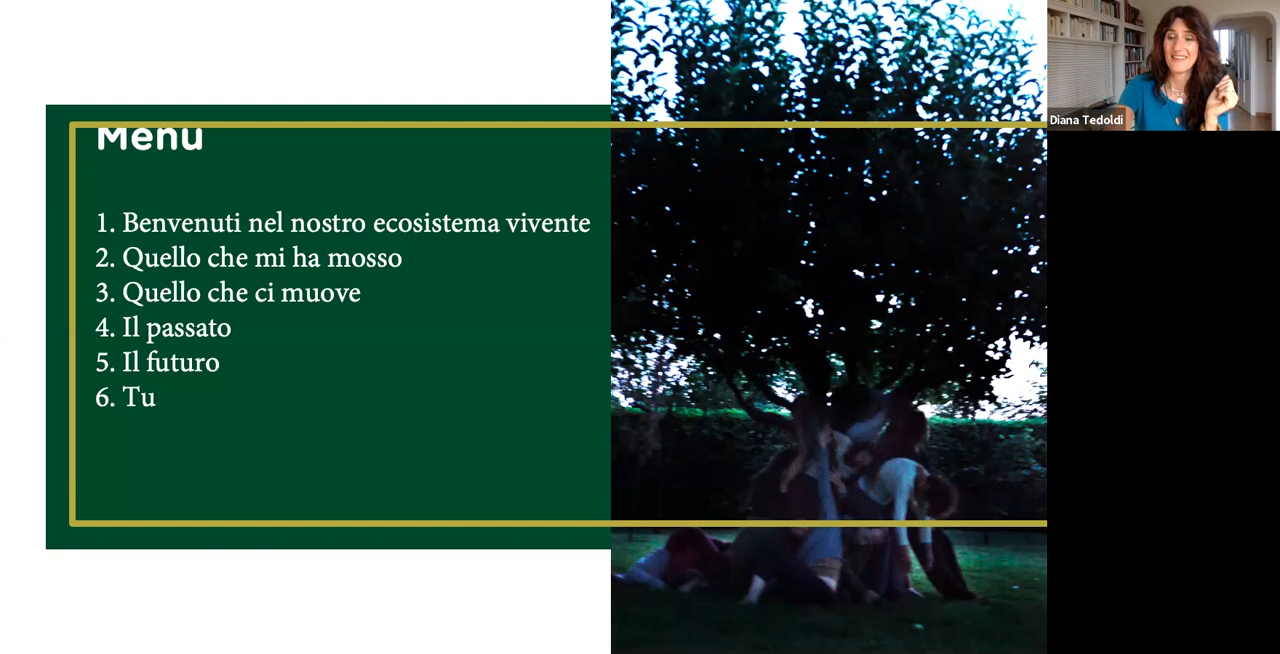 Menu
1. Benvenuti nel nostro ecosistema vivente
2. Quello che mi ha mosso
3. Quello che ci muove
4. Il passato
5. Il futuro
6. Tu
Diana Tedoldi